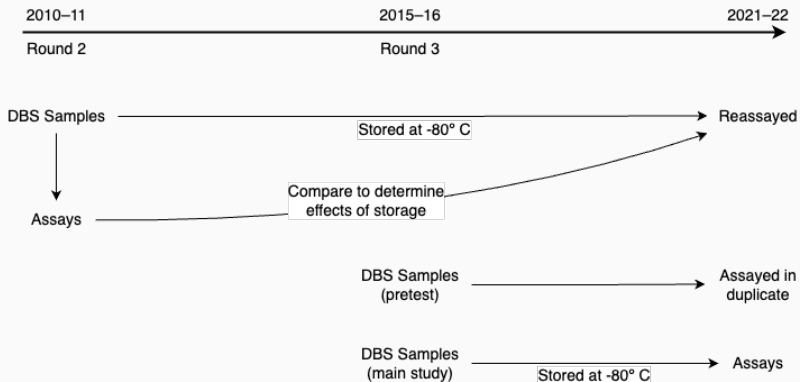 2010–11 2015–16 2021–22
Round 2 Round 3
DBS Samples Reassayed
Stored at -80° C
Compare to determine
effects of storage
Assays
DBS Samples
(pretest)
Assayed in
duplicate
DBS Samples
(main study)
Stored at -80° C
Assays